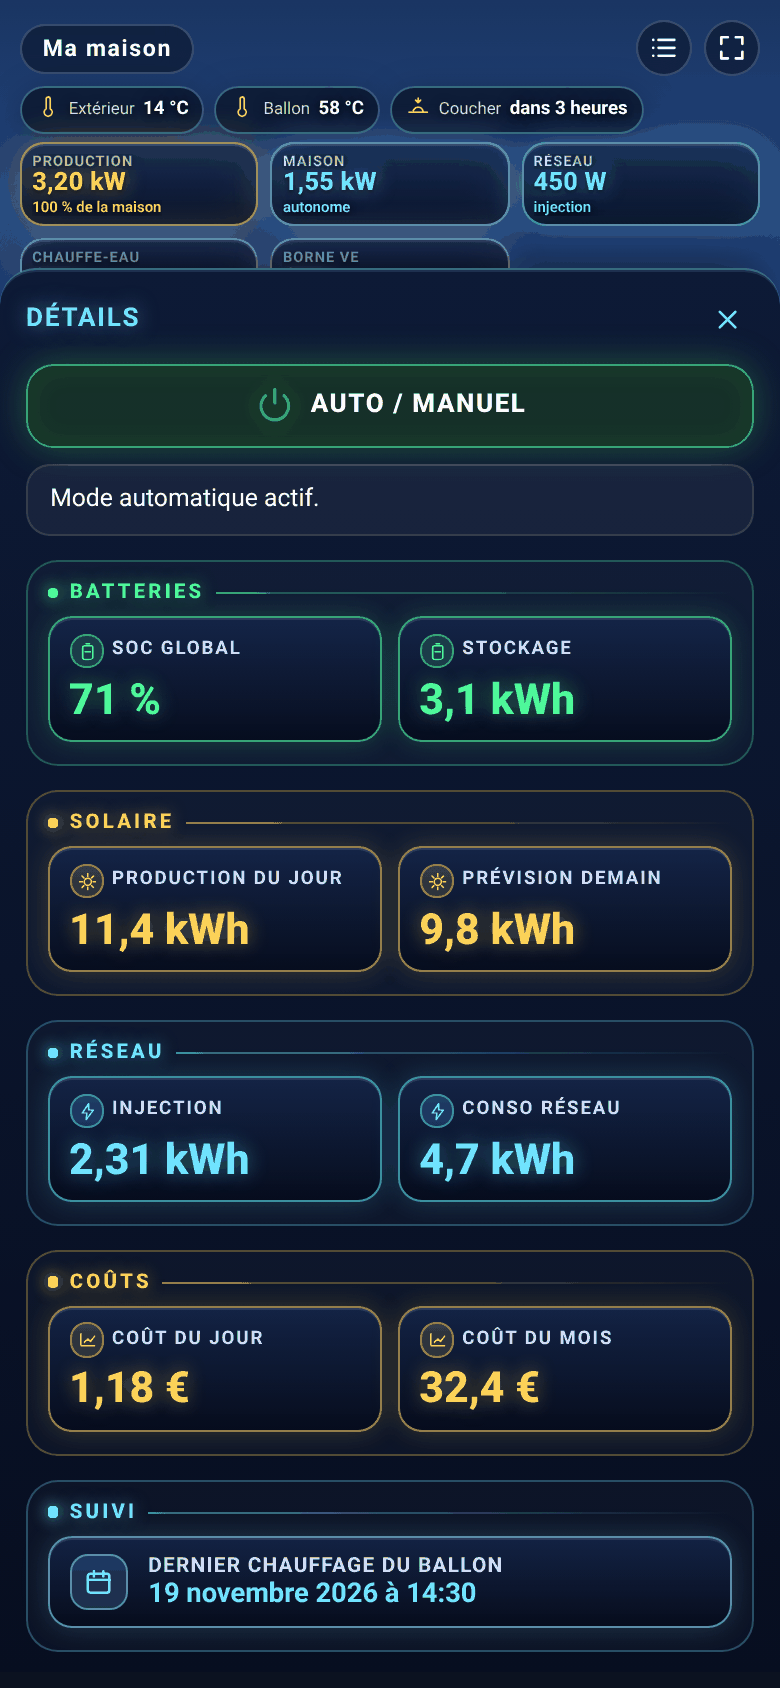 Ma maison
Extérieur 14 °C Ballon 58 °C Coucher dans 3 heures
PRODUCTION
3,20 kW
100 % de la maison
MAISON
1,55 kW
autonome
RÉSEAU
450 W
injection
CHAUFFE-EAU
BORNE VE
DÉTAILS
AUTO / MANUEL
Mode automatique actif.
BATTERIES
SOC GLOBAL
71 %
STOCKAGE
3,1 kWh
SOLAIRE
PRODUCTION DU JOUR
11,4 kWh
PRÉVISION DEMAIN
9,8 kWh
RÉSEAU
INJECTION
2,31 kWh
CONSO RÉSEAU
4,7 kWh
COÛTS
COÛT DU JOUR
1,18 €
COÛT DU MOIS
32,4 €
SUIVI
DERNIER CHAUFFAGE DU BALLON
19 novembre 2026 à 14:30